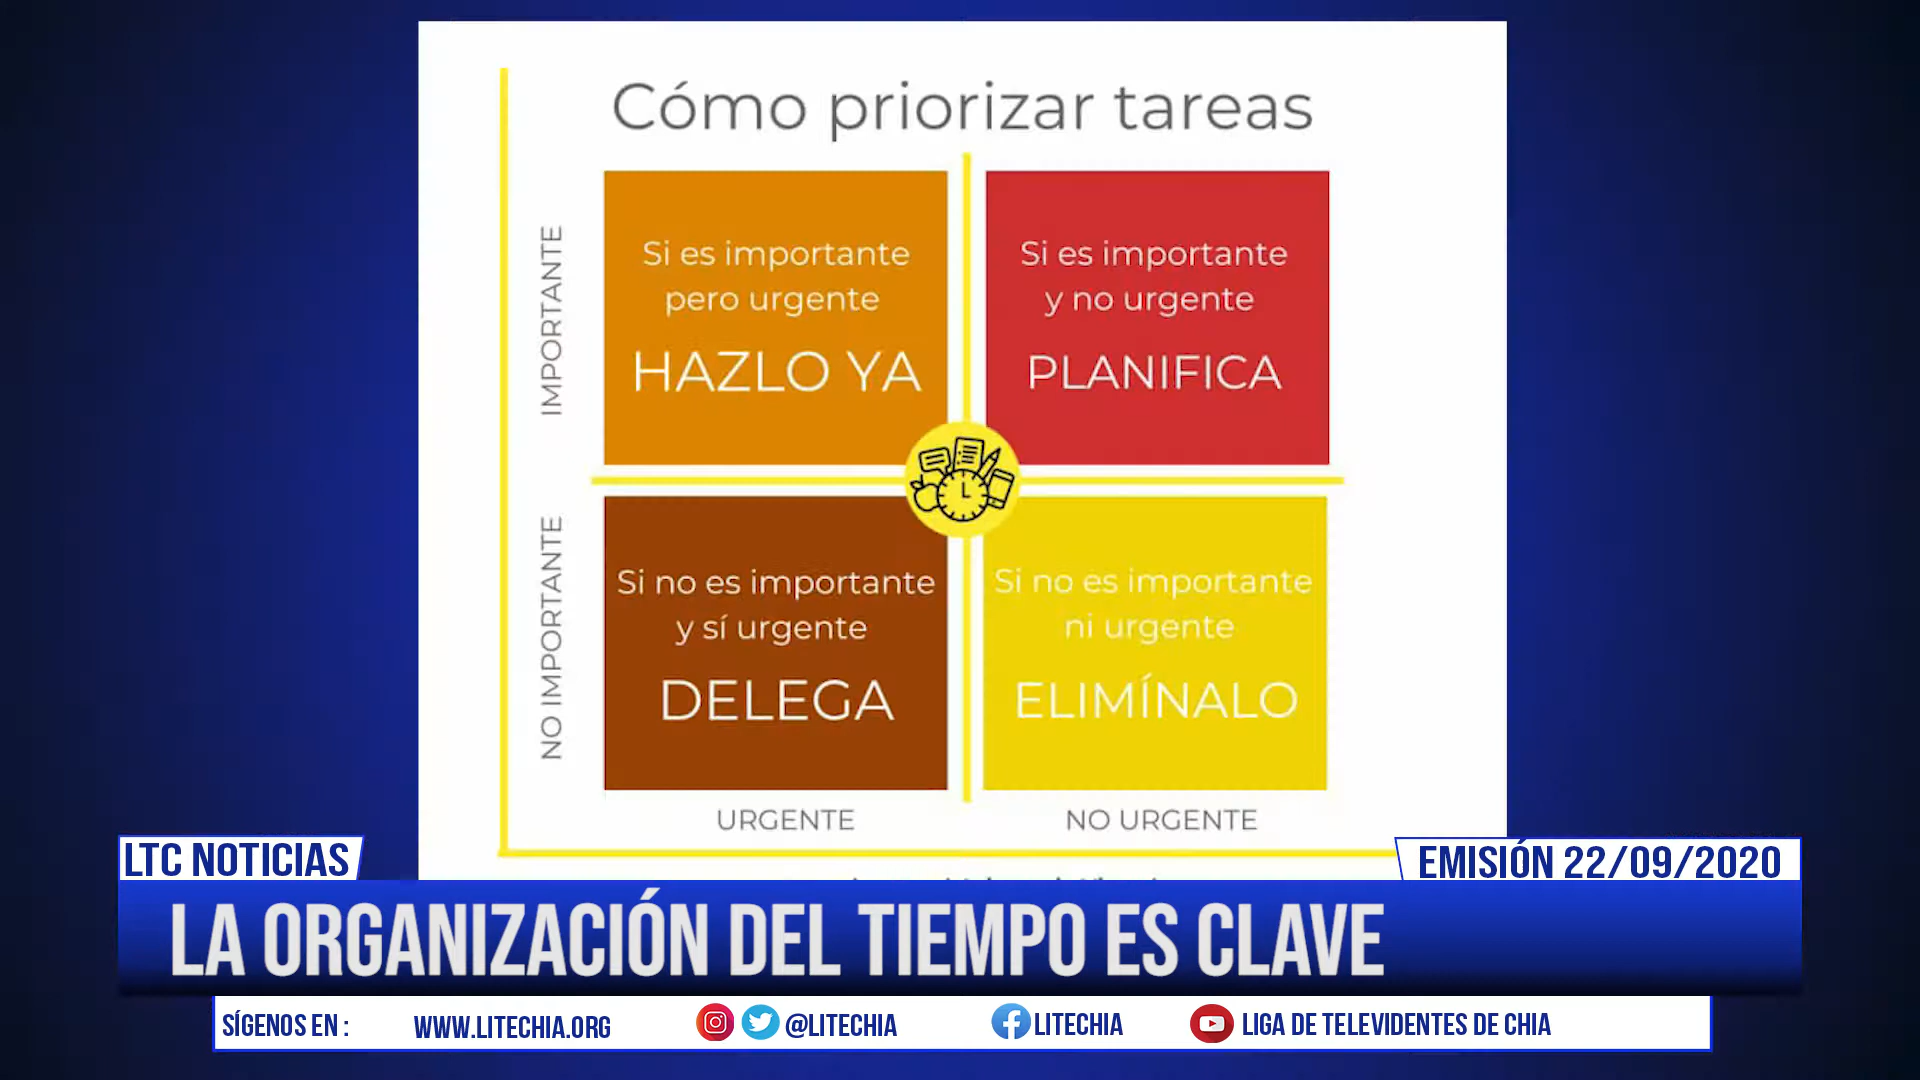 Cómo priorizar tareas
IMPORTANTE
Si es importante
pero urgente
HAZLO YA
Si es importante
y no urgente
PLANIFICA
NO IMPORTANTE
Si no es importante
y sí urgente
DELEGA
Si no es importante
ni urgente
ELIMÍNALO
URGENTE
NO URGENTE
LTC NOTICIAS
EMISIÓN 22/09/2020
LA ORGANIZACIÓN DEL TIEMPO ES CLAVE
SÍGENOS EN :
WWW.LITECHIA.ORG
@LITECHIA
LITECHIA
LIGA DE TELEVIDENTES DE CHIA